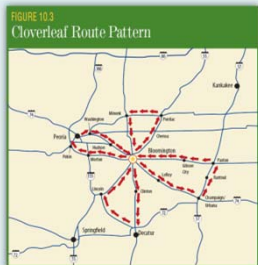 FIGURE 10.3
Cloverleaf Route Pattern
Kankakee
Washington
Minonk
Pontiac
Chenoa
Peoria
Bloomington
Pekin
Morton
Gibson
City
Paxton
LeRoy
Rantoul
Lincoln
Clinton
Champaign
Urbana
Springfield
Decatur